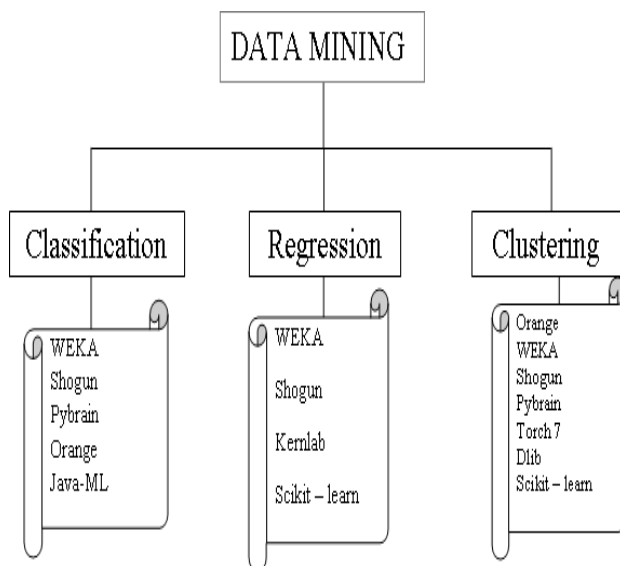 DATA MINING
Classification
Regression
Clustering
WEKA
Shogun
Pybrain
Orange
Java-ML
WEKA
Shogun
Kernlab
Scikit – learn
Orange
WEKA
Shogun
Pybrain
Torch 7
Dlib
Scikit – learn